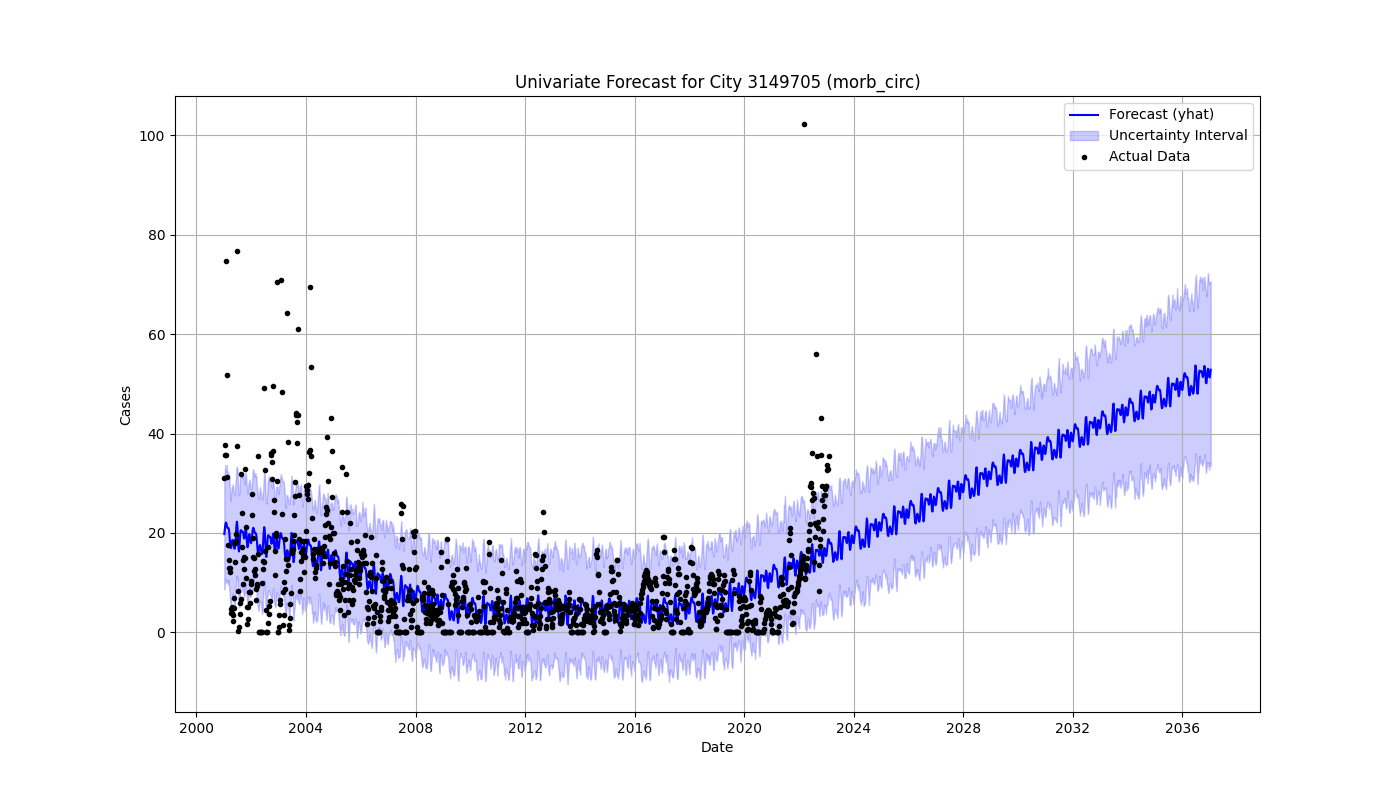 Univariate Forecast for City 3149705 (morb_circ)
Forecast (yhat)
Uncertainty Interval
Actual Data
100
80
60
40
20
0
Cases
2000 2004 2008 2012 2016 2020 2024 2028 2032 2036
Date